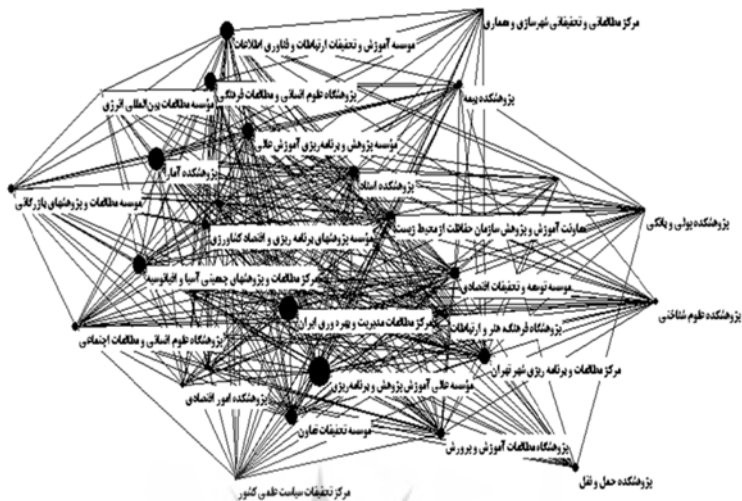 مرکز مطالعاتی و تحقیقاتی شهرسازی و معماری
موسسه آموزش و تحقیقات ارتباطات و فناوری اطلاعات
پژوهشکده بیمه
پژوهشگاه علوم انسانی و مطالعات فرهنگی
مؤسسه مطالعات بین‌المللی انرژی
مؤسسه پژوهش و برنامه ریزی آموزش عالی
پژوهشکده آمار
پژوهشکده اسناد
موسسه مطالعات و پژوهشهای بازرگانی
پژوهشکده پولی و بانکی
معاونت آموزش و پژوهش سازمان حفاظت از محیط زیست
مؤسسه پژوهشهای برنامه ریزی و اقتصاد کشاورزی
مرکز مطالعات و پژوهشهای جمعیتی آسیا و اقیانوسیه
موسسه توسعه و تحقیقات اقتصادی
پژوهشکده علوم شناختی
مرکز مطالعات مدیریت و بهره وری ایران
پژوهشگاه فرهنگ، هنر و ارتباطات
پژوهشگاه علوم انسانی و مطالعات اجتماعی
مرکز مطالعات و برنامه ریزی شهر تهران
مؤسسه عالی آموزش پژوهش و برنامه‌ریزی
پژوهشکده امور اقتصادی
موسسه تحقیقات تعاون
پژوهشگاه مطالعات آموزش و پرورش
پژوهشکده حمل و نقل
مرکز تحقیقات سیاست علمی کشور